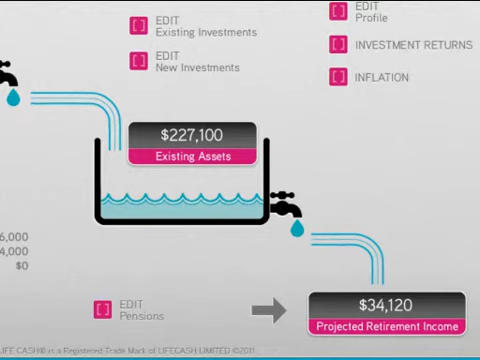 EDIT
Existing Investments
EDIT
Profile
INVESTMENT RETURNS
EDIT
New Investments
INFLATION
$227,100
Existing Assets
6,000
4,000
$0
EDIT
Pensions
$34,120
Projected Retirement Income
LIFE CASH® is a Registered Trade Mark of LIFECASH LIMITED ©2011